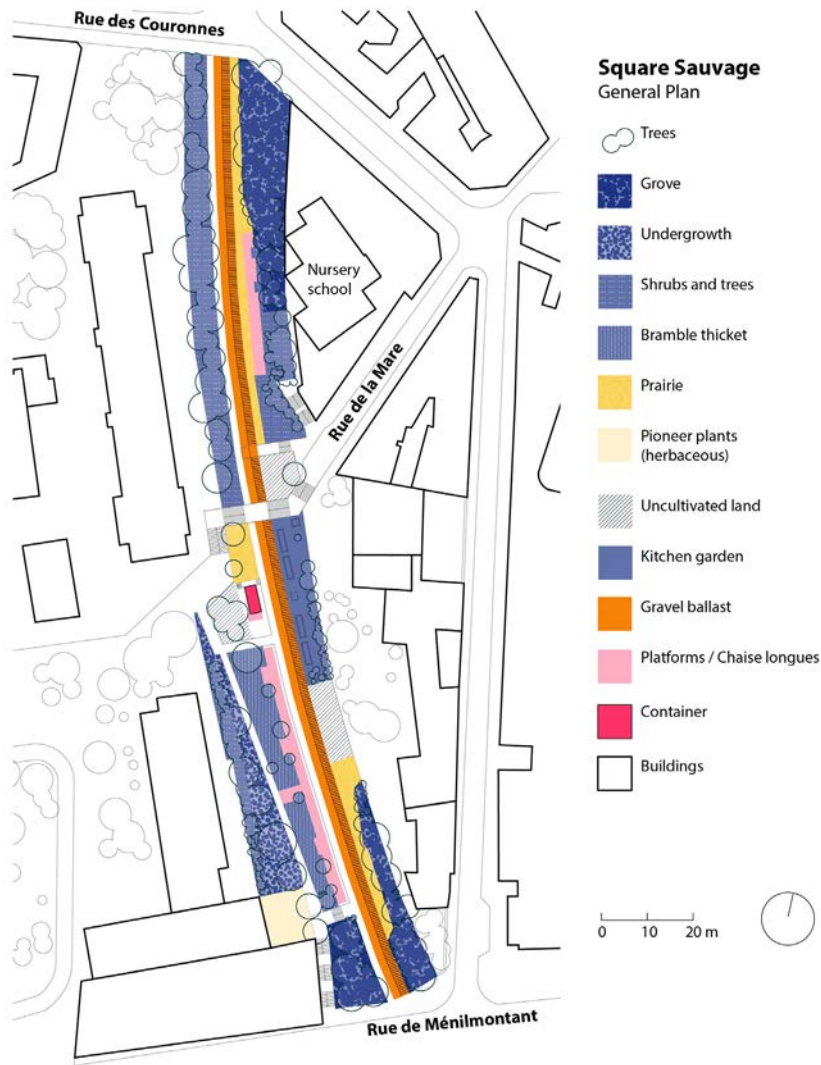 Rue des Couronnes
Square Sauvage
General Plan
Trees
Grove
Undergrowth
Shrubs and trees
Bramble thicket
Prairie
Pioneer plants
(herbaceous)
Uncultivated land
Kitchen garden
Gravel ballast
Platforms / Chaise longues
Container
Buildings
Nursery
school
Rue de la Mare
0 10 20 m
Rue de Ménilmontant